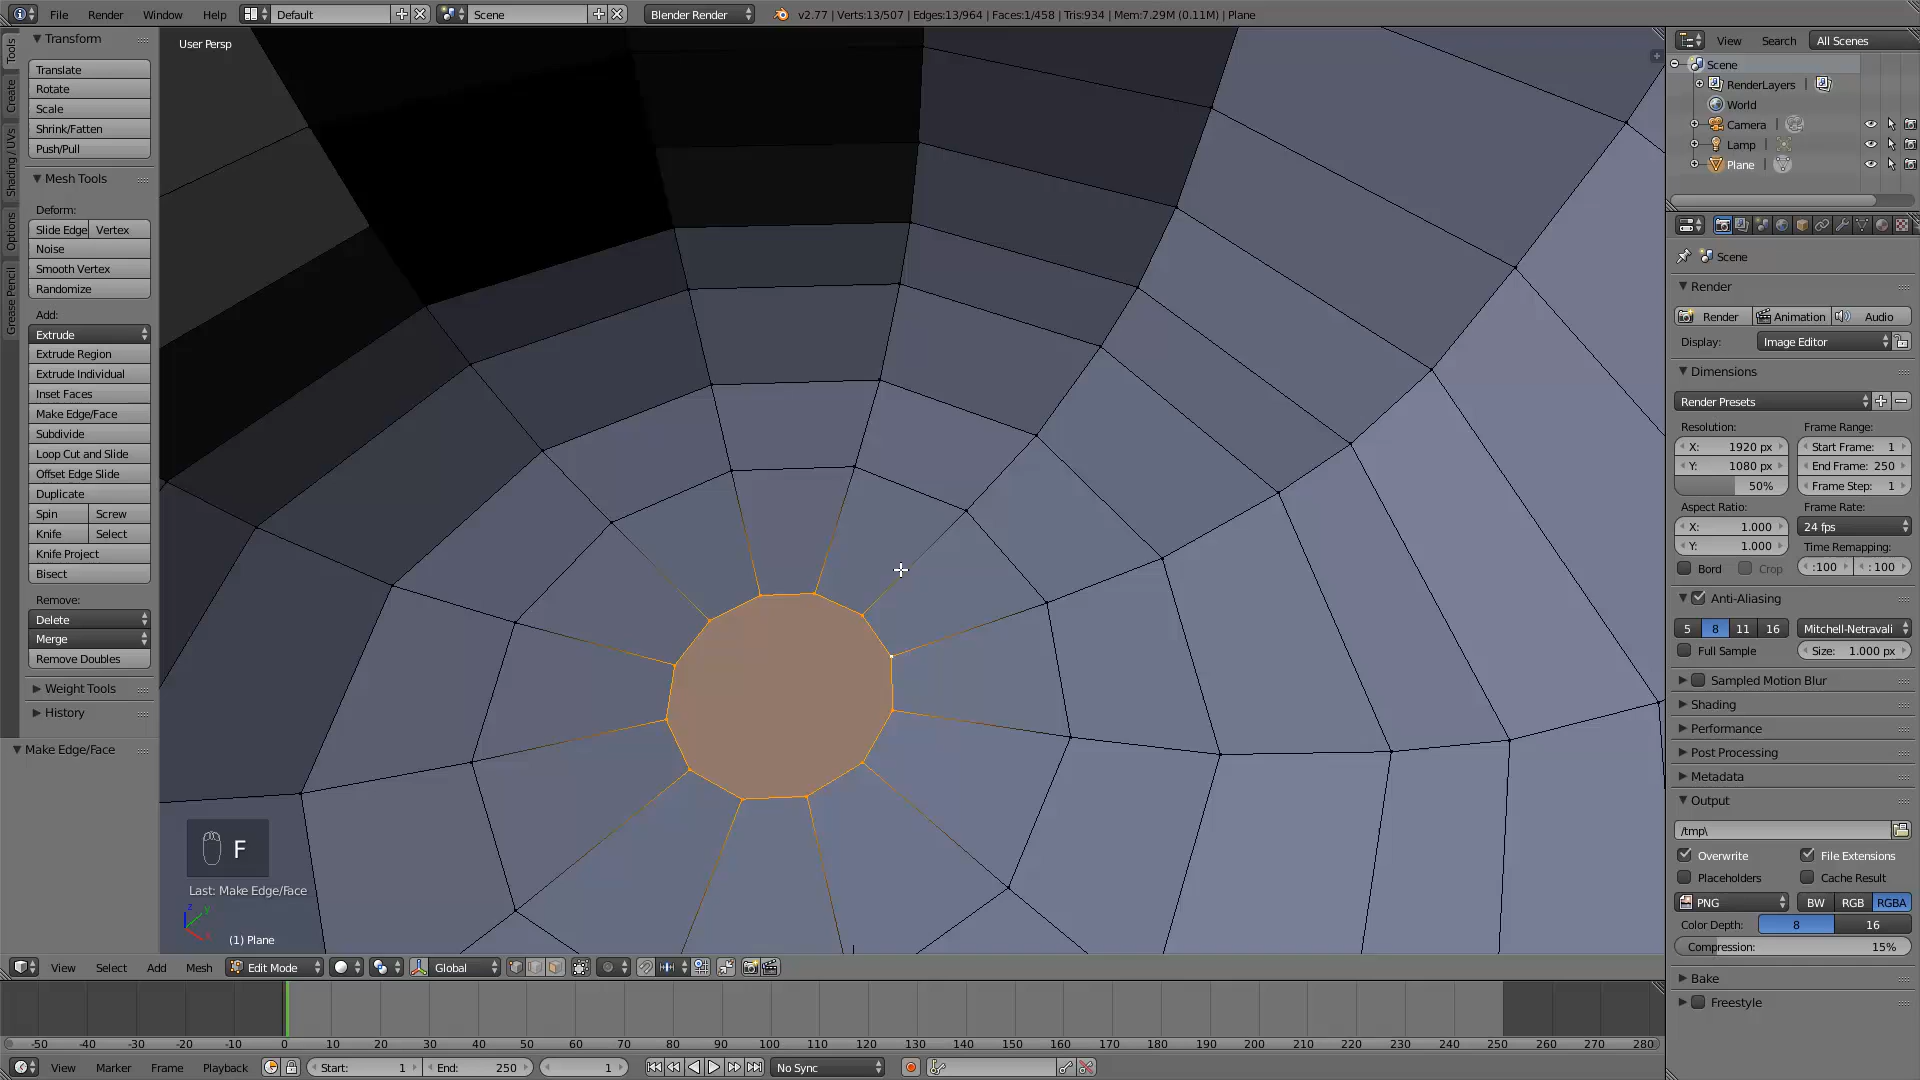 File Render Window Help Default Scene Blender Render v2.77 | Verts:13/507 | Edges:13/964 | Faces:1/458 | Tris:934 | Mem:7.29M (0.11M) | Plane
Tools
Create
Shading / UVs
Options
Grease Pencil
Transform
Translate
Rotate
Scale
Shrink/Fatten
Push/Pull
Mesh Tools
Deform:
Slide Edge Vertex
Noise
Smooth Vertex
Randomize
Add:
Extrude
Extrude Region
Extrude Individual
Inset Faces
Make Edge/Face
Subdivide
Loop Cut and Slide
Offset Edge Slide
Duplicate
Spin Screw
Knife Select
Knife Project
Bisect
Remove:
Delete
Merge
Remove Doubles
Weight Tools
History
Make Edge/Face
User Persp
F
Last: Make Edge/Face
z y x
(1) Plane
View Select Add Mesh Edit Mode Global
-50 -40 -30 -20 -10 0 10 20 30 40 50 60 70 80 90 100 110 120 130 140 150 160 170 180 190 200 210 220 230 240 250 260 270 280
View Marker Frame Playback Start: 1 End: 250 1 No Sync
View Search All Scenes
Scene
RenderLayers
World
Camera
Lamp
Plane
Scene
Render
Render Animation Audio
Display: Image Editor
Dimensions
Render Presets
Resolution: Frame Range:
X: 1920 px Start Frame: 1
Y: 1080 px End Frame: 250
50% Frame Step: 1
Aspect Ratio: Frame Rate:
X: 1.000 24 fps
Y: 1.000 Time Remapping:
Bord Crop :100 : 100
Anti-Aliasing
5 8 11 16 Mitchell-Netravali
Full Sample Size: 1.000 px
Sampled Motion Blur
Shading
Performance
Post Processing
Metadata
Output
/tmp\
Overwrite File Extensions
Placeholders Cache Result
PNG BW RGB RGBA
Color Depth: 8 16
Compression: 15%
Bake
Freestyle